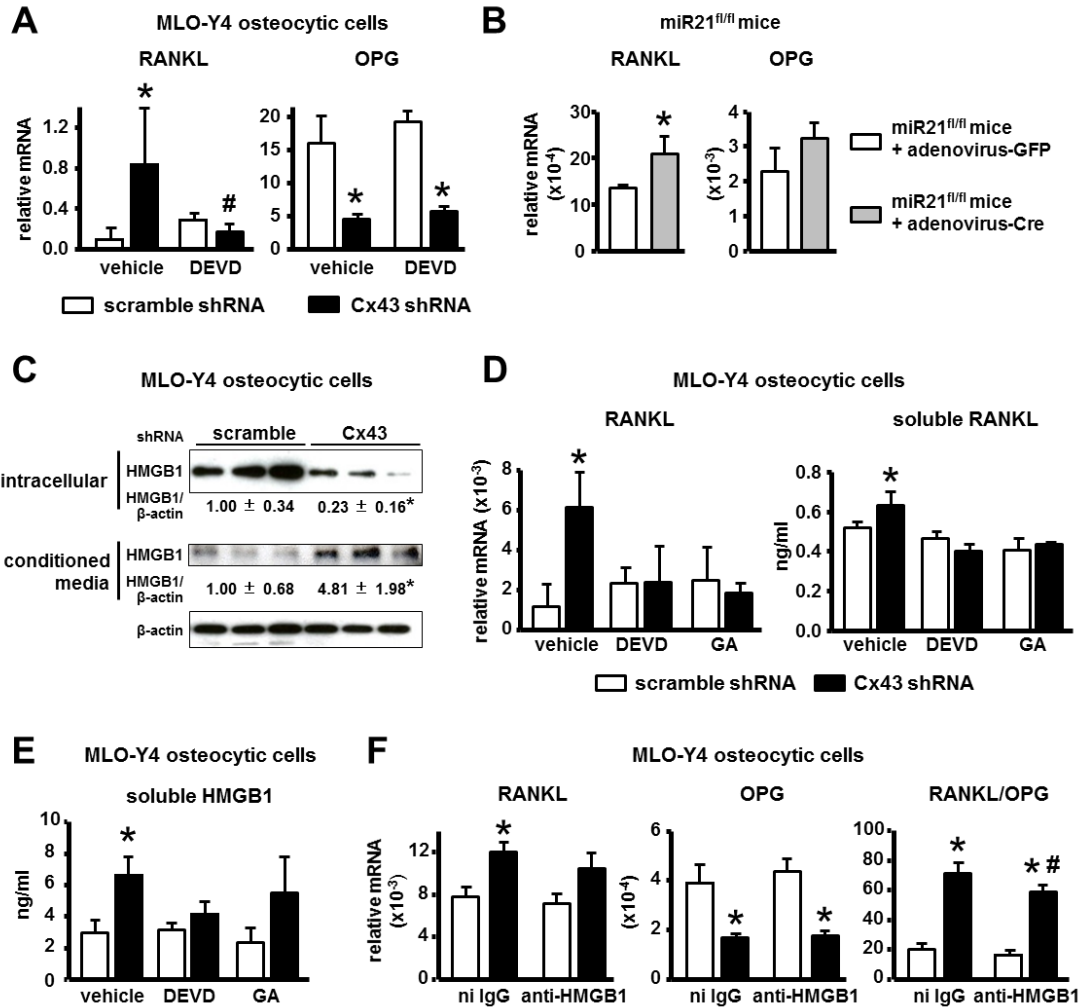 A
MLO-Y4 osteocytic cells
RANKL
OPG
relative mRNA
1.2
0.8
0.4
0.0
*
#
vehicle
DEVD
20
15
10
5
0
*
*
vehicle
DEVD
scramble shRNA
Cx43 shRNA
B
miR21fl/fl mice
RANKL
OPG
relative mRNA
(x10-4)
30
20
10
0
*
(x10-3)
4
3
2
1
0
miR21fl/fl mice
+ adenovirus-GFP
miR21fl/fl mice
+ adenovirus-Cre
C
MLO-Y4 osteocytic cells
shRNA
scramble
Cx43
intracellular
HMGB1
HMGB1/
β-actin
1.00 ± 0.34
0.23 ± 0.16*
conditioned
media
HMGB1
HMGB1/
β-actin
1.00 ± 0.68
4.81 ± 1.98*
β-actin
D
MLO-Y4 osteocytic cells
RANKL
soluble RANKL
relative mRNA (x10-3)
8
6
4
2
0
*
vehicle
DEVD
GA
ng/ml
0.8
0.6
0.4
0.2
0.0
*
vehicle
DEVD
GA
scramble shRNA
Cx43 shRNA
E
MLO-Y4 osteocytic cells
soluble HMGB1
ng/ml
10
8
6
4
2
0
*
vehicle
DEVD
GA
F
MLO-Y4 osteocytic cells
RANKL
OPG
RANKL/OPG
relative mRNA
(x10-3)
12
8
4
0
*
ni IgG
anti-HMGB1
(x10-4)
6
4
2
0
*
*
ni IgG
anti-HMGB1
100
80
60
40
20
0
*
* #
ni IgG
anti-HMGB1